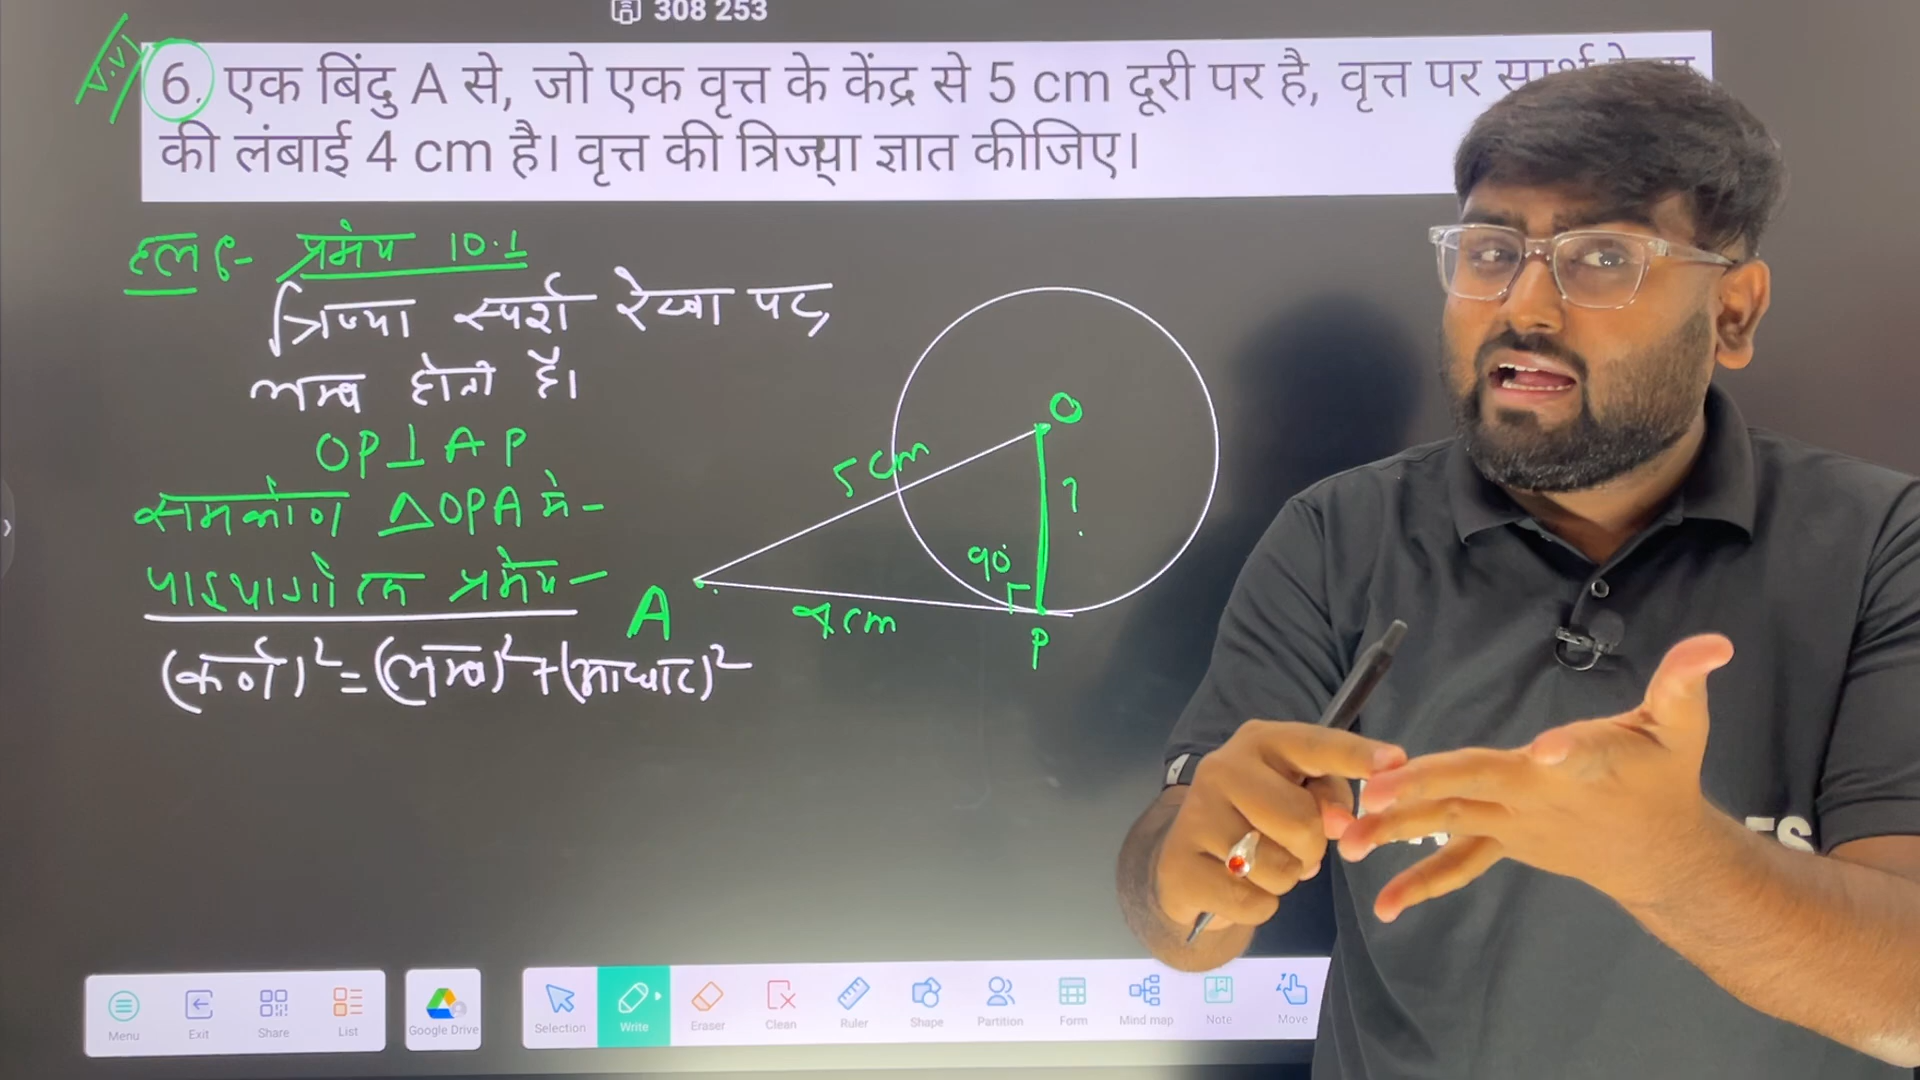 308 253
V.V.I
6. एक बिंदु A से, जो एक वृत्त के केंद्र से 5 cm दूरी पर है, वृत्त पर
की लंबाई 4 cm है। वृत्त की त्रिज्या ज्ञात कीजिए।
हल 6- प्रमेय 10.1
त्रिज्या स्पर्श रेखा पर,
लम्ब होती है।
OP⊥AP
समकोण △OPA में-
पाइथागोरस प्रमेय-
(कर्ण)² = (लम्ब)² + (आधार)²
O
5 cm
?
90°
A
4 cm
P
Menu
Exit
Share
List
Google Drive
Selection
Write
Eraser
Clean
Ruler
Shape
Partition
Form
Mind map
Note
Move